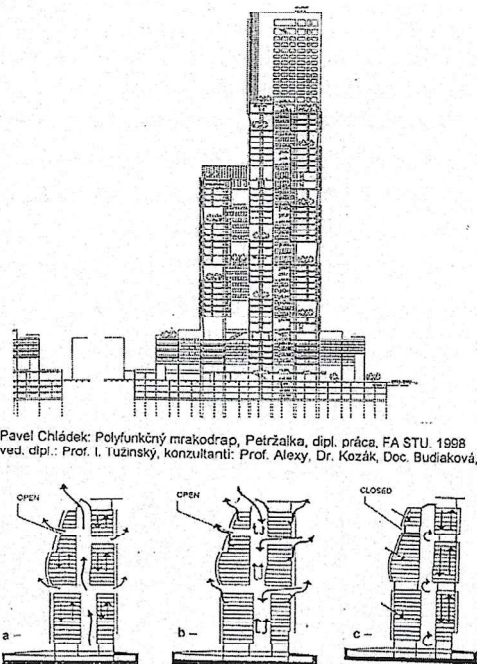 Pavel Chládek: Polyfunkčný mrakodrap, Petržalka, dipl. práca, FA STU, 1998
ved. dipl.: Prof. I. Tužinský, konzultanti: Prof. Alexy, Dr. Kozák, Doc. Budiaková,
OPEN
OPEN
CLOSED
a –
b –
c –